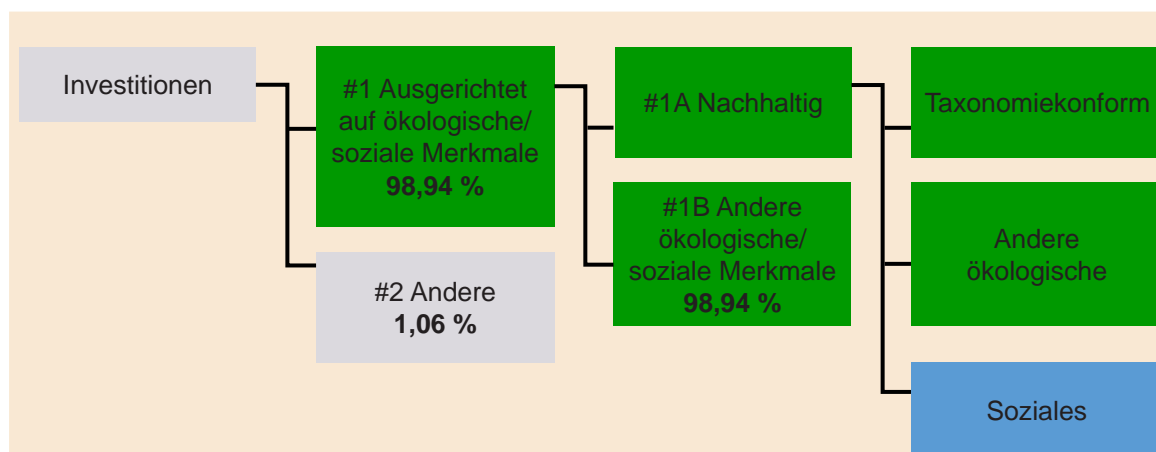 Investitionen
#1 Ausgerichtet
auf ökologische/
soziale Merkmale
98,94 %
#2 Andere
1,06 %
#1A Nachhaltig
#1B Andere
ökologische/
soziale Merkmale
98,94 %
Taxonomiekonform
Andere
ökologische
Soziales